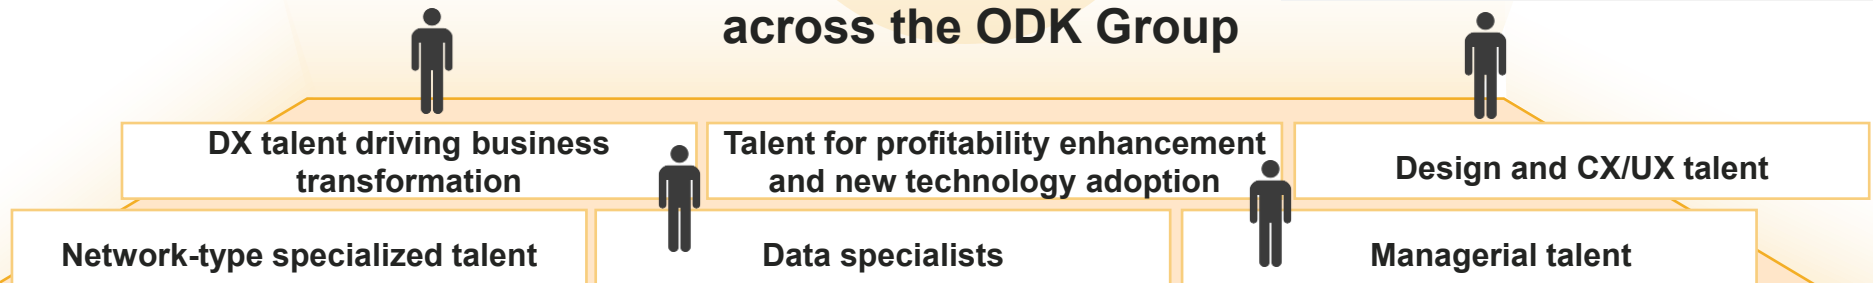 across the ODK Group
DX talent driving business
transformation
Talent for profitability enhancement
and new technology adoption
Design and CX/UX talent
Network-type specialized talent
Data specialists
Managerial talent